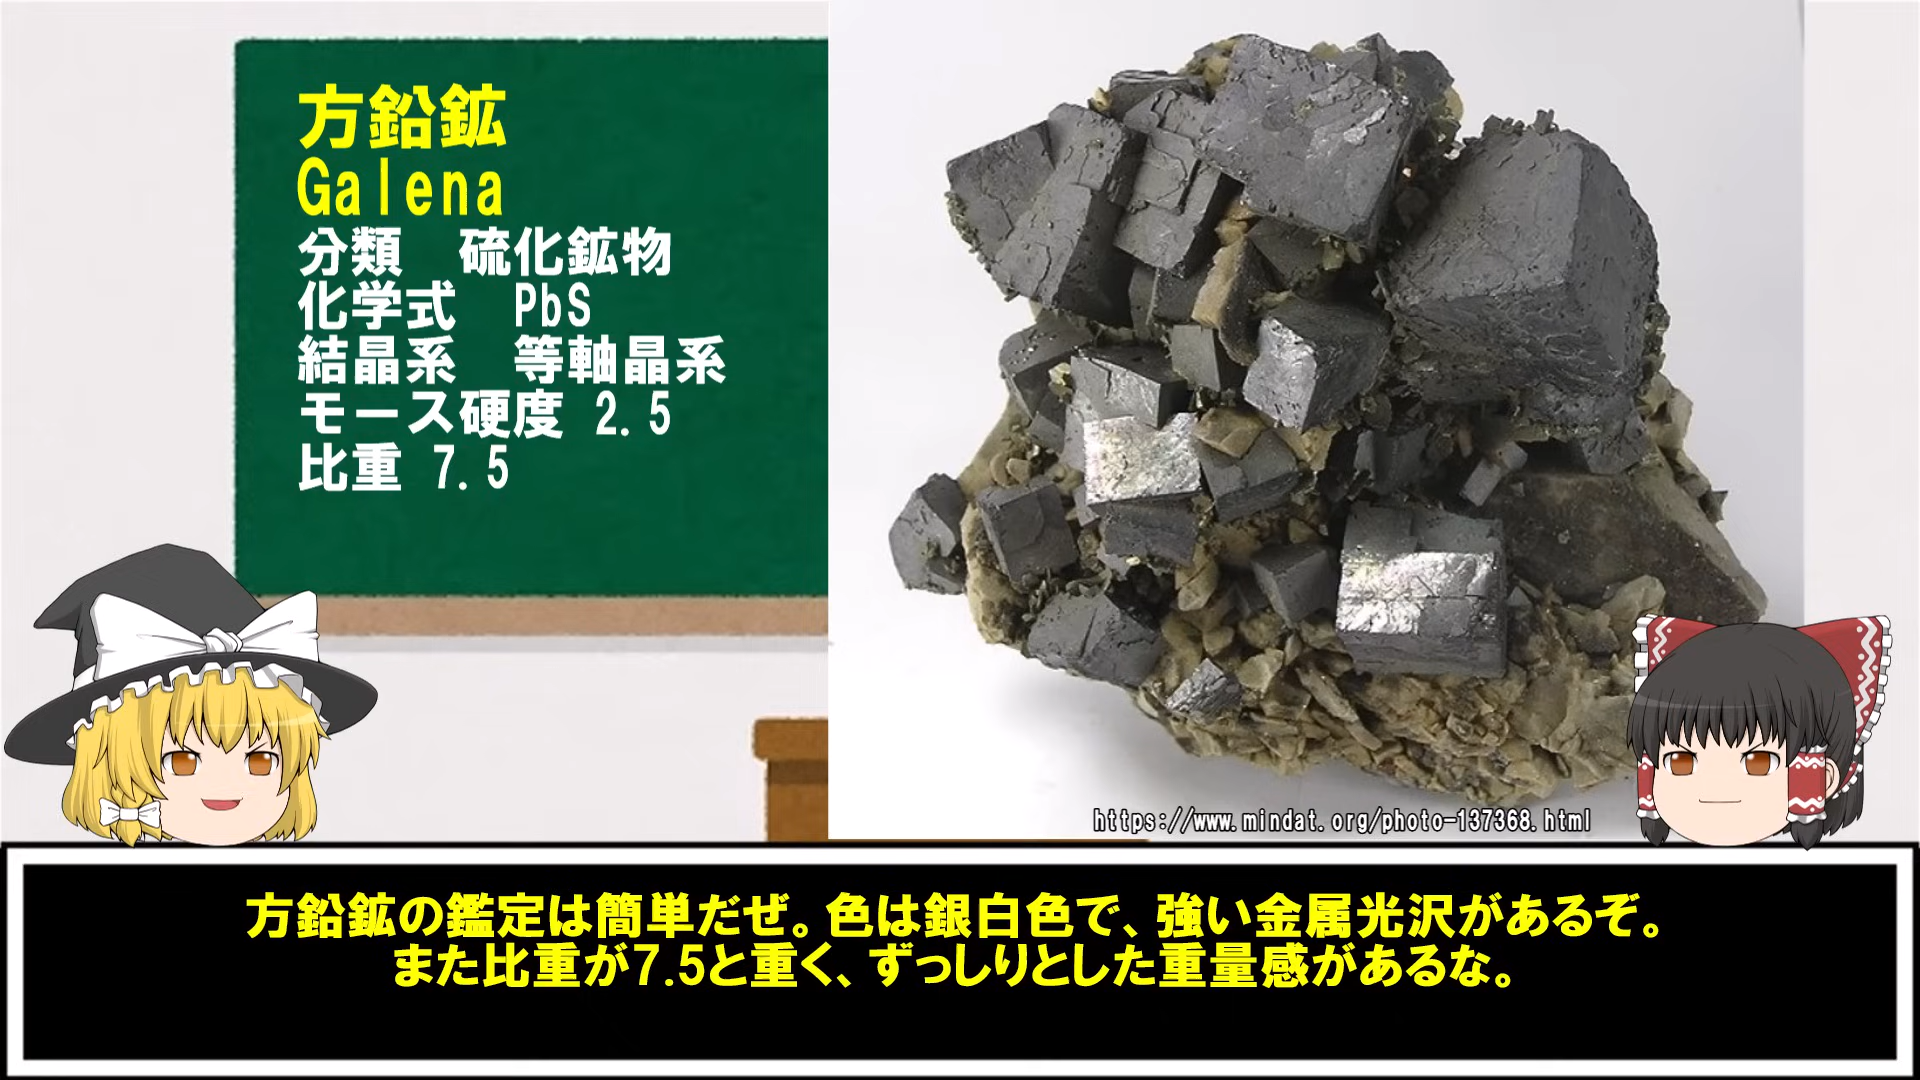 方鉛鉱
Galena
分類 硫化鉱物
化学式 PbS
結晶系 等軸晶系
モース硬度 2.5
比重 7.5
https://www.mindat.org/photo-137368.html
方鉛鉱の鑑定は簡単だぜ。色は銀白色で、強い金属光沢があるぞ。
また比重が7.5と重く、ずっしりとした重量感があるな。